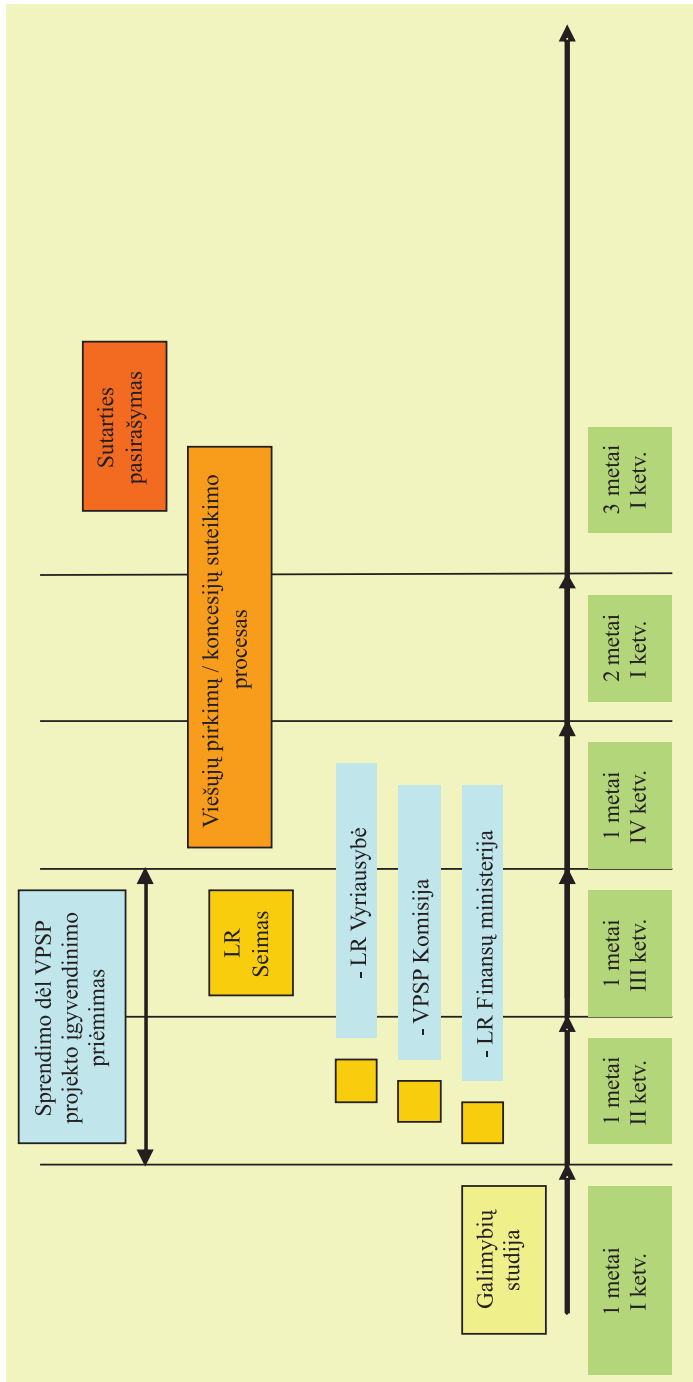 Sprendimo dėl VPSP
projekto įgyvendinimo
priėmimas
Sutarties
pasirašymas
Viešųjų pirkimų / koncesijų suteikimo
procesas
LR
Seimas
- LR Vyriausybė
- VPSP Komisija
- LR Finansų ministerija
Galimybių
studija
1 metai
I ketv.
1 metai
II ketv.
1 metai
III ketv.
1 metai
IV ketv.
2 metai
I ketv.
3 metai
I ketv.